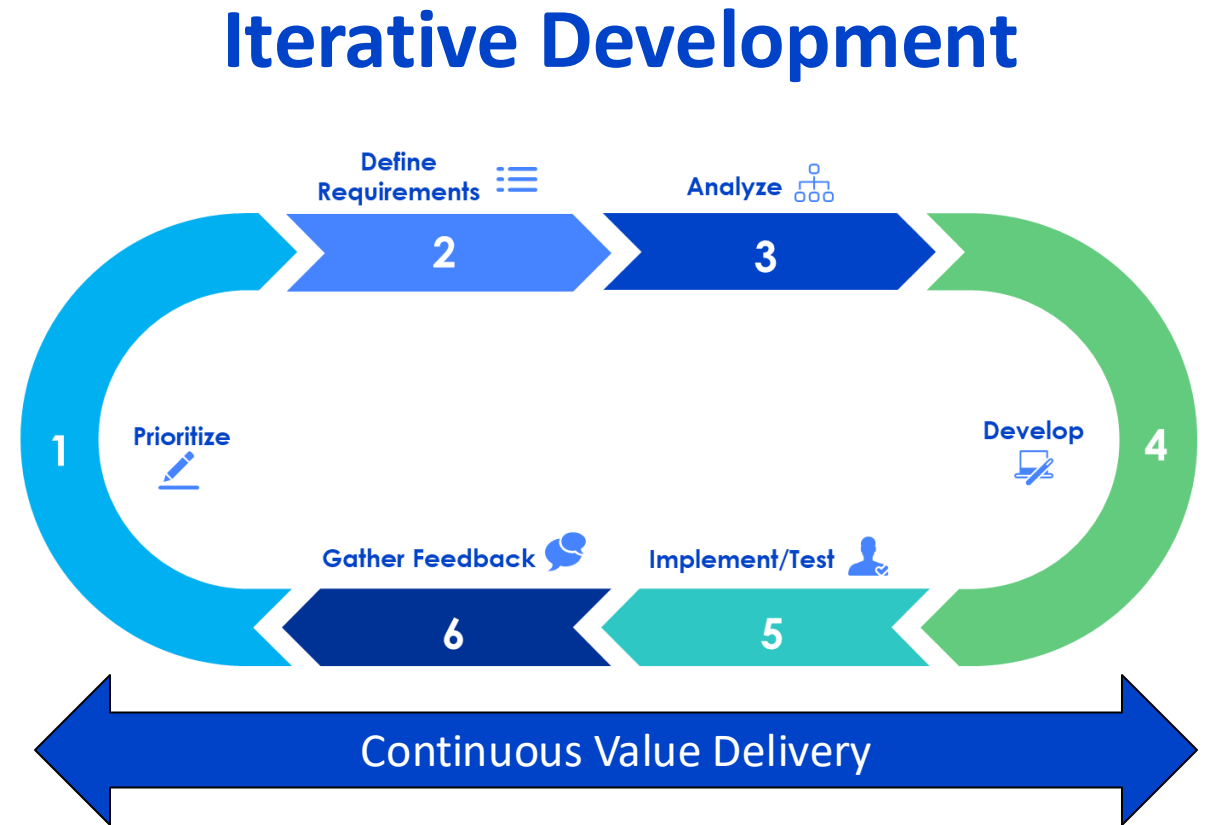 Iterative Development
Define
Requirements
Analyze
2
3
1
Prioritize
Develop
4
Gather Feedback
Implement/Test
6
5
Continuous Value Delivery